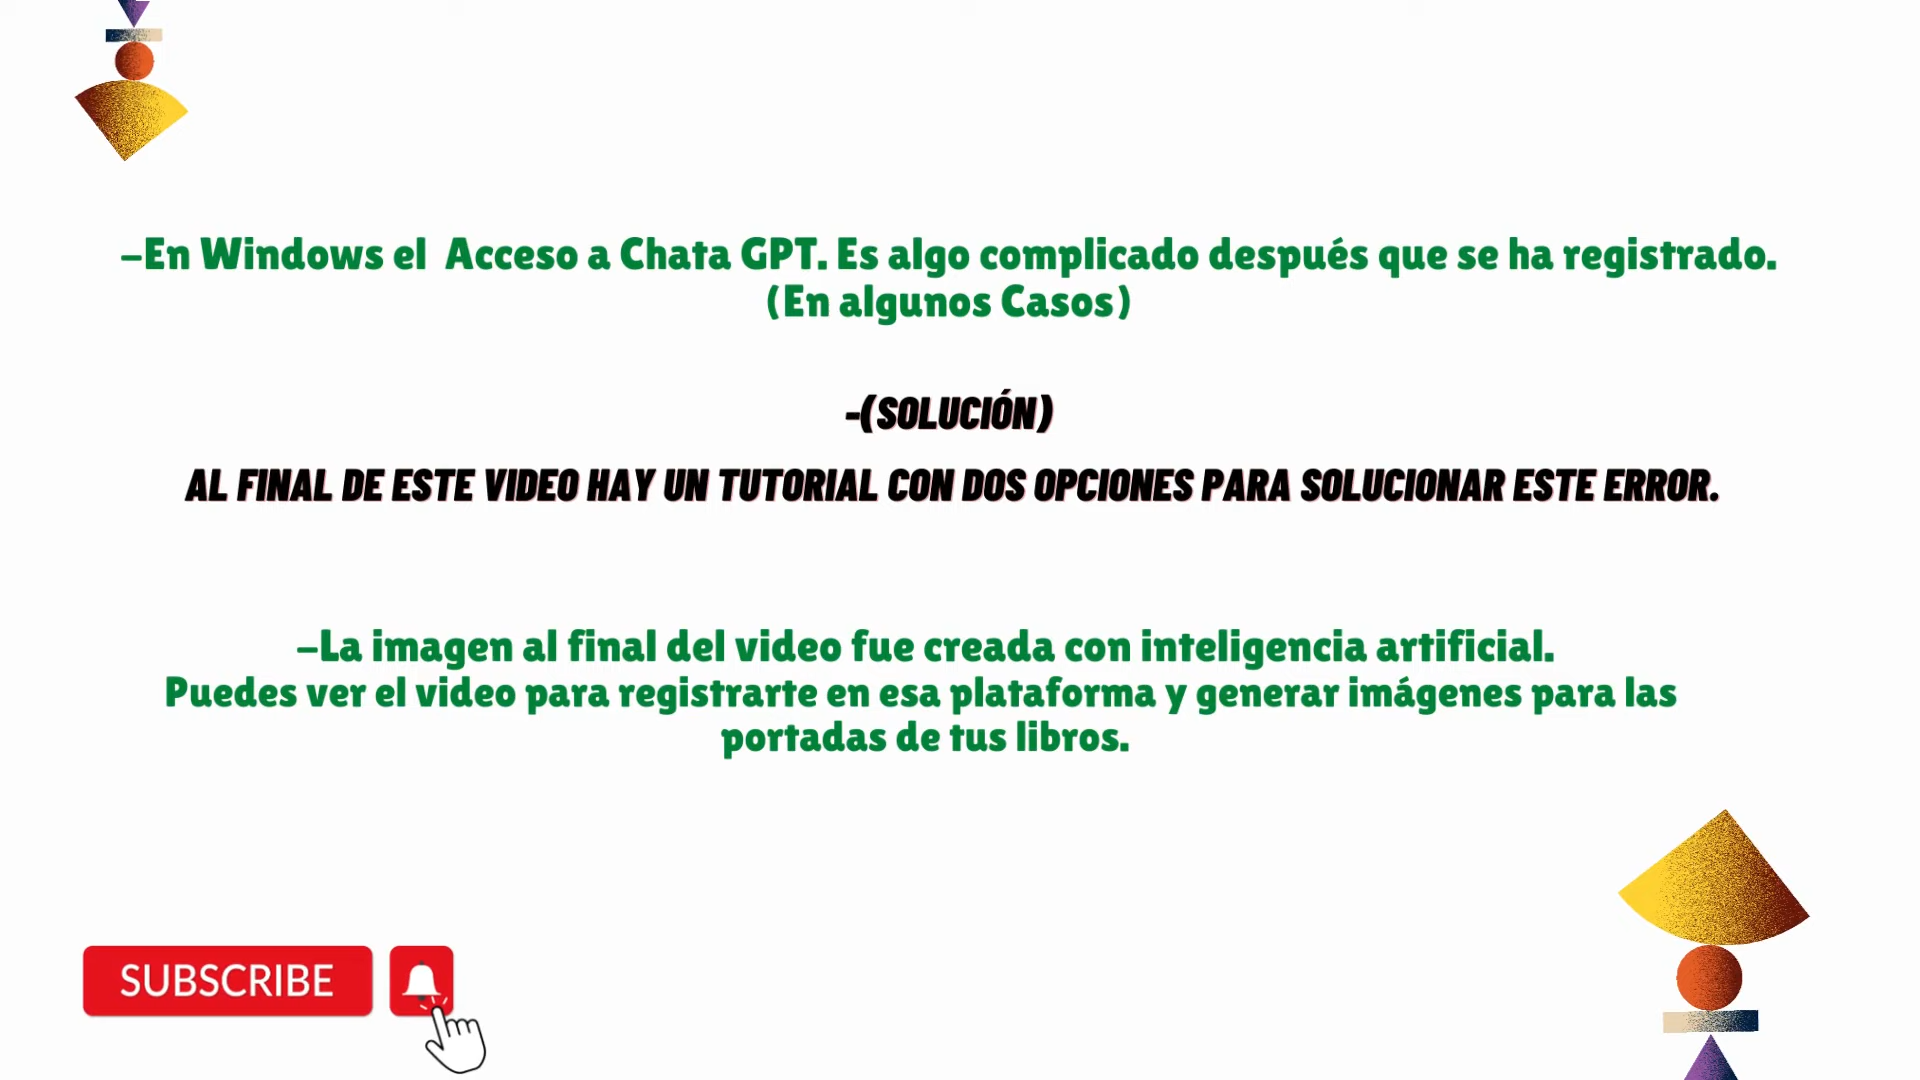 -En Windows el Acceso a Chata GPT. Es algo complicado después que se ha registrado.
(En algunos Casos)
-(SOLUCIÓN)
AL FINAL DE ESTE VIDEO HAY UN TUTORIAL CON DOS OPCIONES PARA SOLUCIONAR ESTE ERROR.
-La imagen al final del video fue creada con inteligencia artificial.
Puedes ver el video para registrarte en esa plataforma y generar imágenes para las
portadas de tus libros.
SUBSCRIBE